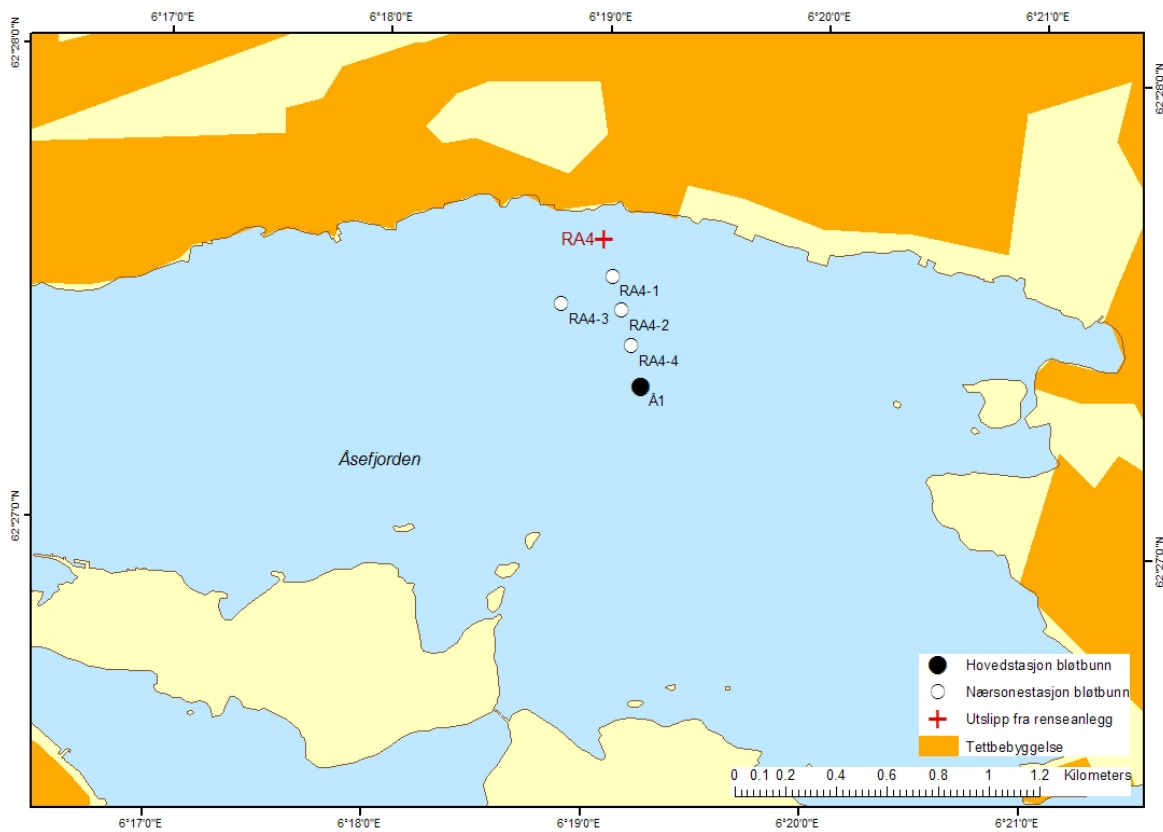 6°17'0"E 6°18'0"E 6°19'0"E 6°20'0"E 6°21'0"E
62°28'0"N
62°28'0"N
RA4
RA4-1
RA4-3
RA4-2
RA4-4
Å1
Åsefjorden
62°27'0"N
62°27'0"N
Hovedstasjon bløtbunn
Nærsonestasjon bløtbunn
Utslipp fra renseanlegg
Tettbebyggelse
0 0.1 0.2 0.4 0.6 0.8 1 1.2 Kilometers
6°17'0"E 6°18'0"E 6°19'0"E 6°20'0"E 6°21'0"E